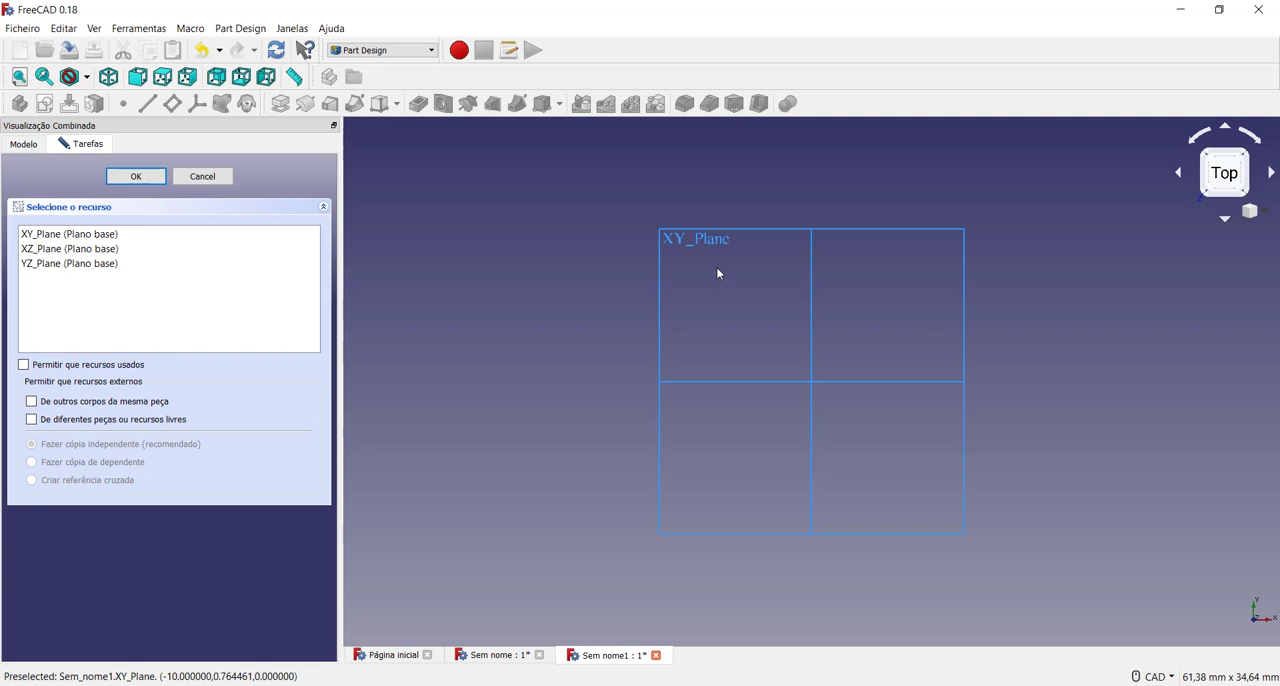 FreeCAD 0.18
Ficheiro Editar Ver Ferramentas Macro Part Design Janelas Ajuda
Part Design
Visualização Combinada
Modelo Tarefas
OK Cancel
Selecione o recurso
XY_Plane (Plano base)
XZ_Plane (Plano base)
YZ_Plane (Plano base)
Permitir que recursos usados
Permitir que recursos externos
De outros corpos da mesma peça
De diferentes peças ou recursos livres
Fazer cópia independente (recomendado)
Fazer cópia de dependente
Criar referência cruzada
XY_Plane
Top
Z
Y
Z X
Página inicial Sem nome : 1* Sem nome1 : 1*
Preselected: Sem_nome1.XY_Plane. (-10.000000,0.764461,0.000000) CAD 61,38 mm x 34,64 mm